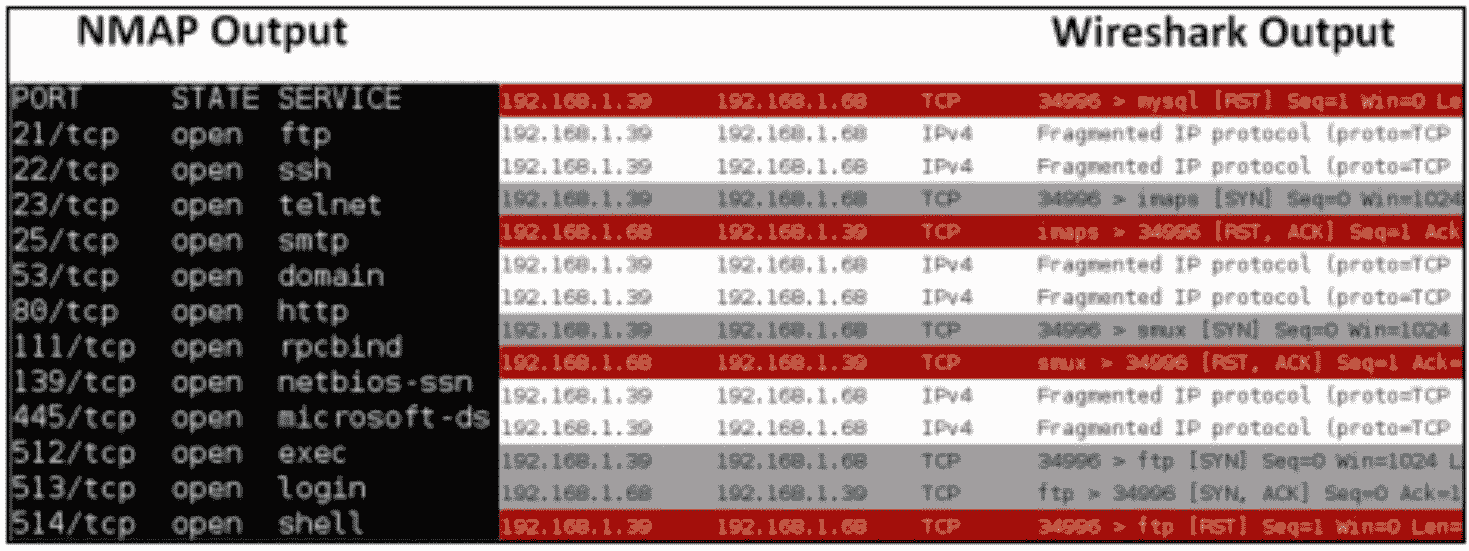 NMAP Output
Wireshark Output
PORT STATE SERVICE
21/tcp open ftp
22/tcp open ssh
23/tcp open telnet
25/tcp open smtp
53/tcp open domain
80/tcp open http
111/tcp open rpcbind
139/tcp open netbios-ssn
445/tcp open microsoft-ds
512/tcp open exec
513/tcp open login
514/tcp open shell
192.168.1.39 192.168.1.68 TCP 34996 > mysql [RST] Seq=1 Win=0 Le
192.168.1.39 192.168.1.68 IPv4 Fragmented IP protocol (proto=TCP
192.168.1.39 192.168.1.68 IPv4 Fragmented IP protocol (proto=TCP
192.168.1.39 192.168.1.68 TCP 34996 > imaps [SYN] Seq=0 Win=1024
192.168.1.68 192.168.1.39 TCP imaps > 34996 [RST, ACK] Seq=1 Ack
192.168.1.39 192.168.1.68 IPv4 Fragmented IP protocol (proto=TCP
192.168.1.39 192.168.1.68 IPv4 Fragmented IP protocol (proto=TCP
192.168.1.39 192.168.1.68 TCP 34996 > smux [SYN] Seq=0 Win=1024
192.168.1.68 192.168.1.39 TCP smux > 34996 [RST, ACK] Seq=1 Ack=
192.168.1.39 192.168.1.68 IPv4 Fragmented IP protocol (proto=TCP
192.168.1.39 192.168.1.68 IPv4 Fragmented IP protocol (proto=TCP
192.168.1.39 192.168.1.68 TCP 34996 > ftp [SYN] Seq=0 Win=1024 L
192.168.1.68 192.168.1.39 TCP ftp > 34996 [SYN, ACK] Seq=0 Ack=1
192.168.1.39 192.168.1.68 TCP 34996 > ftp [RST] Seq=1 Win=0 Len=